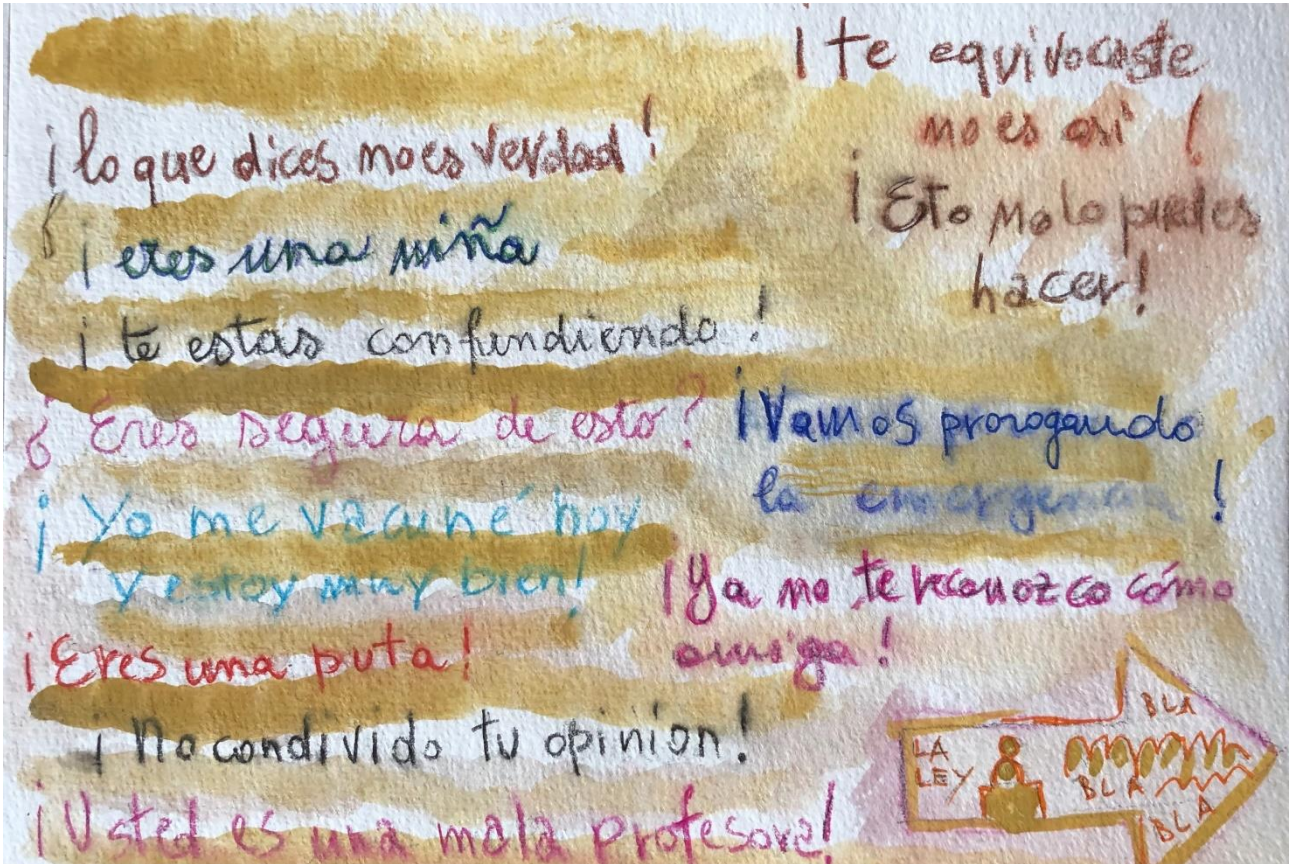 ¡lo que dices no es verdad!
¡eres una niña
¡te estas confundiendo!
¿Eres segura de esto?
¡Yo me vacuné hoy
y estoy muy bien!
¡Eres una puta!
¡No condivido tu opinion!
¡Usted es una mala profesora!
¡te equivocaste
no es asi!
¡Esto no lo puedes
hacer!
¡Vamos prorogando
la emergencia!
¡Ya no te reconozco cómo
amiga!
LA
LEY
BLA
BLA
BLA